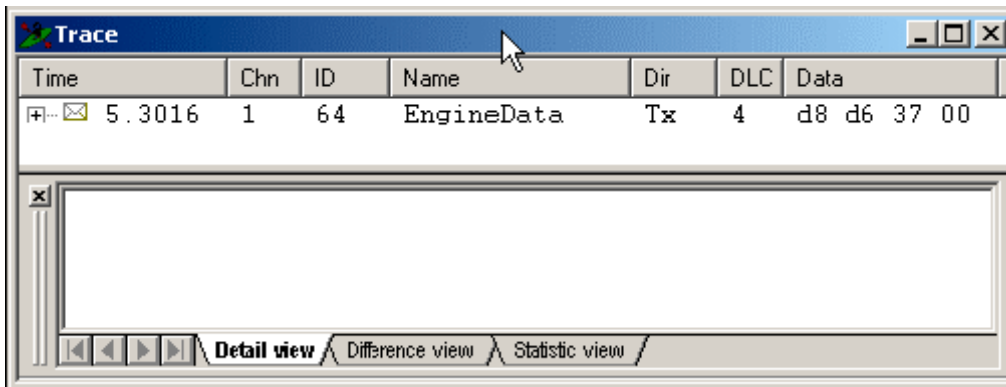 Trace
Time Chn ID Name Dir DLC Data
5.3016 1 64 EngineData Tx 4 d8 d6 37 00
Detail view Difference view Statistic view